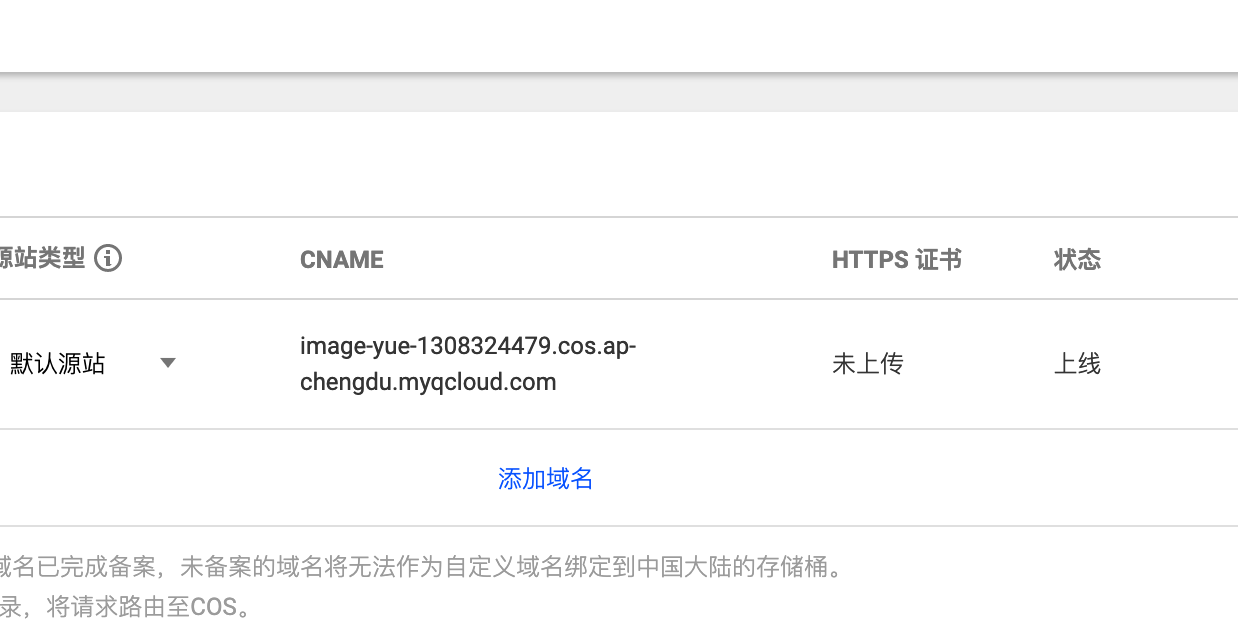 源站类型
CNAME
HTTPS 证书
状态
默认源站
image-yue-1308324479.cos.ap-
chengdu.myqcloud.com
未上传
上线
添加域名
域名已完成备案，未备案的域名将无法作为自定义域名绑定到中国大陆的存储桶。
录，将请求路由至COS。